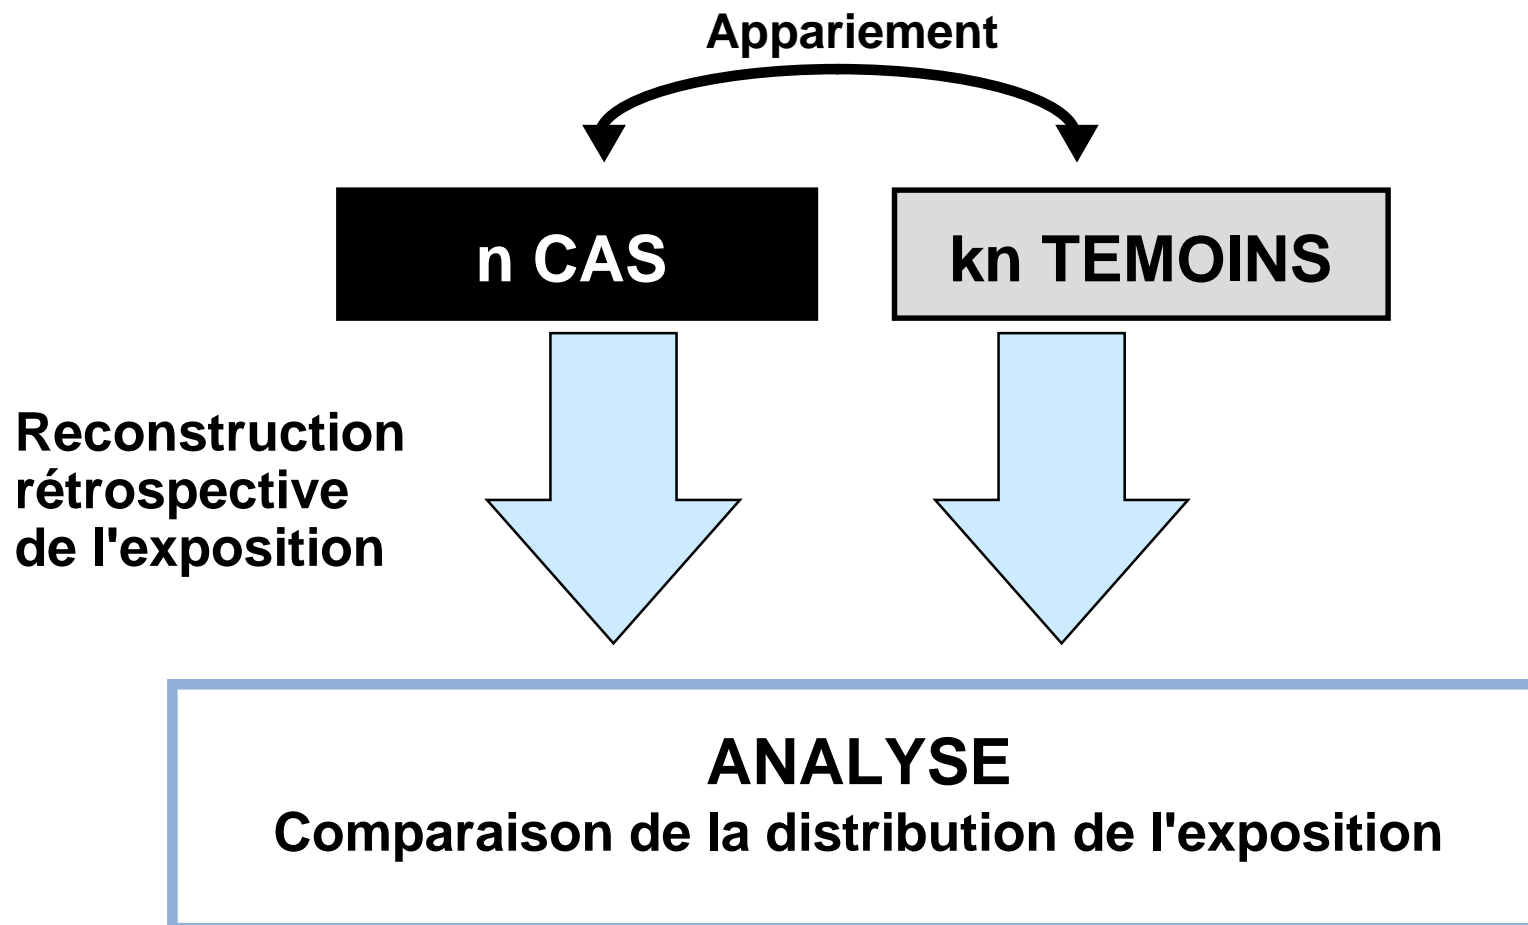 Appariement
n CAS
kn TEMOINS
Reconstruction
rétrospective
de l'exposition
ANALYSE
Comparaison de la distribution de l'exposition